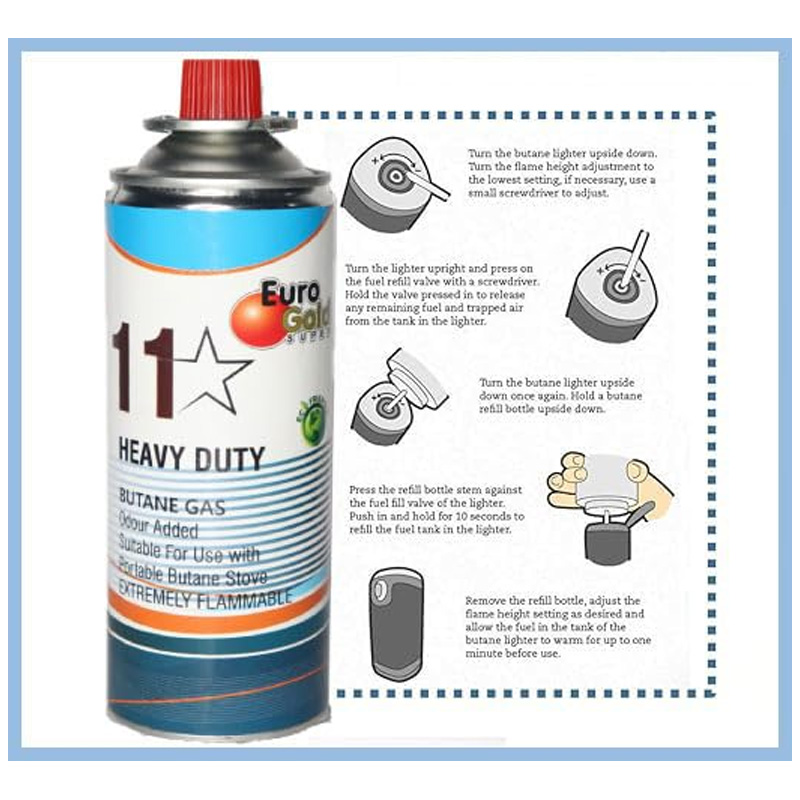 Euro
Gold
SUPER
11
HEAVY DUTY
BUTANE GAS
Odour Added
Suitable For Use with
Portable Butane Stove
EXTREMELY FLAMMABLE
Turn the butane lighter upside down.
Turn the flame height adjustment to
the lowest setting, if necessary, use a
small screwdriver to adjust.
Turn the lighter upright and press on
the fuel refill valve with a screwdriver.
Hold the valve pressed in to release
any remaining fuel and trapped air
from the tank in the lighter.
Turn the butane lighter upside
down once again. Hold a butane
refill bottle upside down.
Press the refill bottle stem against
the fuel fill valve of the lighter.
Push in and hold for 10 seconds to
refill the fuel tank in the lighter.
Remove the refill bottle, adjust the
flame height setting as desired and
allow the fuel in the tank of the
butane lighter to warm for up to one
minute before use.